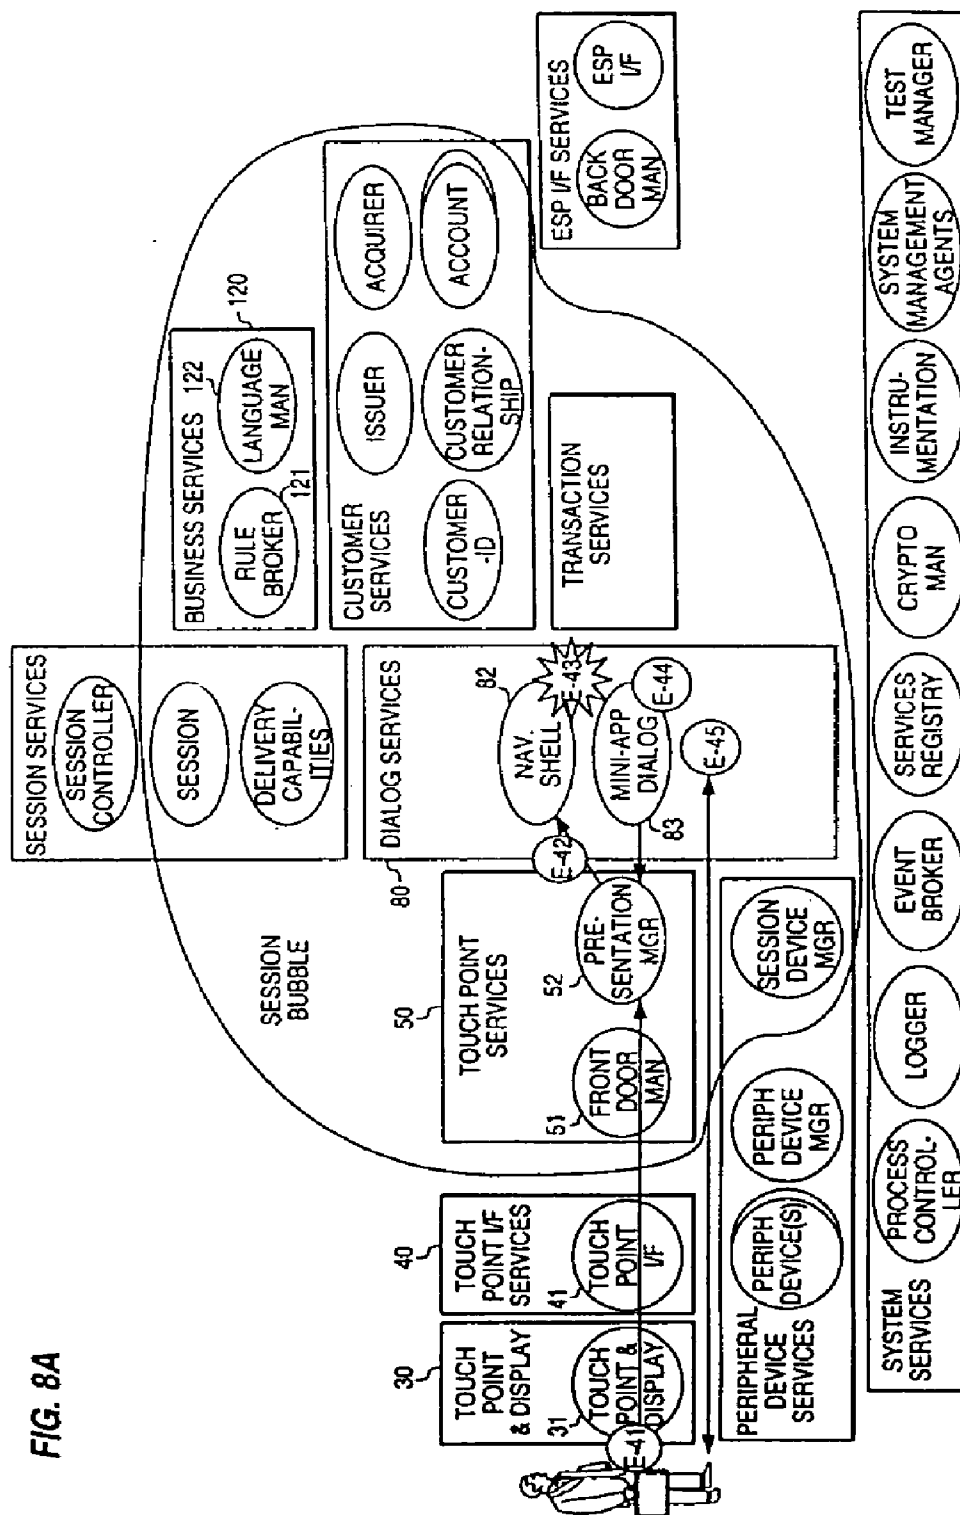 FIG. 8A
SESSION SERVICES
SESSION
CONTROLLER
SESSION
DELIVERY
CAPABIL-
ITIES
BUSINESS SERVICES
120
122
RULE
BROKER
121
LANGUAGE
MAN
CUSTOMER
SERVICES
ISSUER
ACQUIRER
CUSTOMER
-ID
CUSTOMER
RELATION-
SHIP
ACCOUNT
ESP I/F SERVICES
BACK
DOOR
MAN
ESP
I/F
TRANSACTION
SERVICES
SESSION
BUBBLE
80
DIALOG SERVICES
82
NAV.
SHELL
E-43
MINI-APP
DIALOG
E-44
83
E-45
E-42
50
TOUCH POINT
SERVICES
51
FRONT
DOOR
MAN
52
PRE-
SENTATION
MGR
40
TOUCH
POINT I/F
SERVICES
41
TOUCH
POINT
I/F
30
TOUCH
POINT
& DISPLAY
31
TOUCH
POINT &
DISPLAY
E-41
PERIPHERAL
DEVICE
SERVICES
PERIPH
DEVICE(S)
PERIPH
DEVICE
MGR
SESSION
DEVICE
MGR
SYSTEM
SERVICES
PROCESS
CONTROL-
LER
LOGGER
EVENT
BROKER
SERVICES
REGISTRY
CRYPTO
MAN
INSTRU-
MENTATION
SYSTEM
MANAGEMENT
AGENTS
TEST
MANAGER